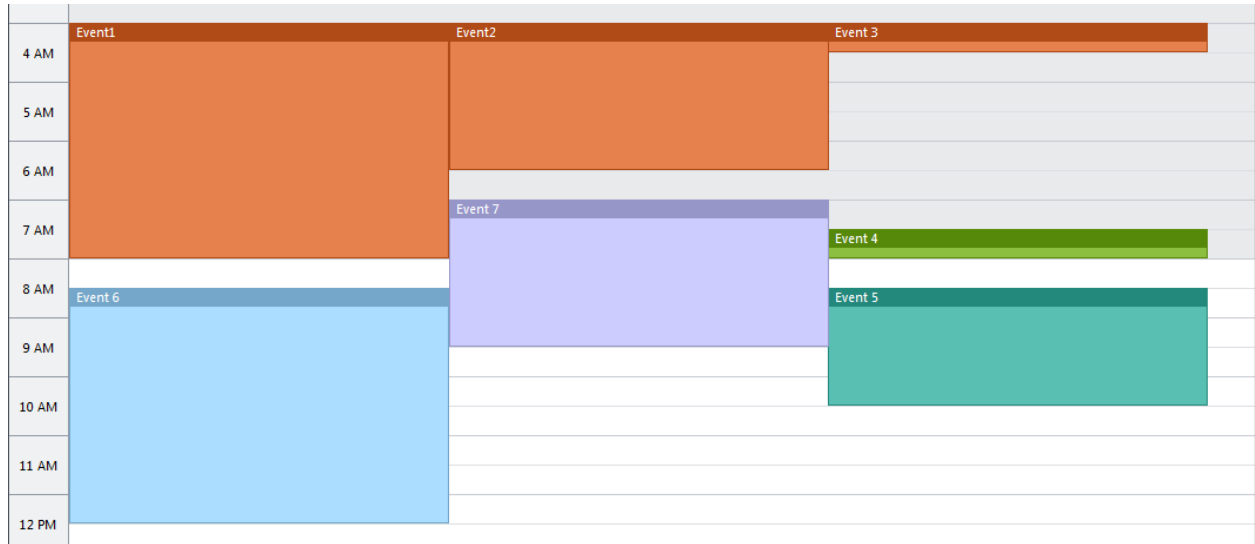 Event1
Event2
Event 3
4 AM
5 AM
6 AM
Event 7
7 AM
Event 4
8 AM
Event 6
Event 5
9 AM
10 AM
11 AM
12 PM